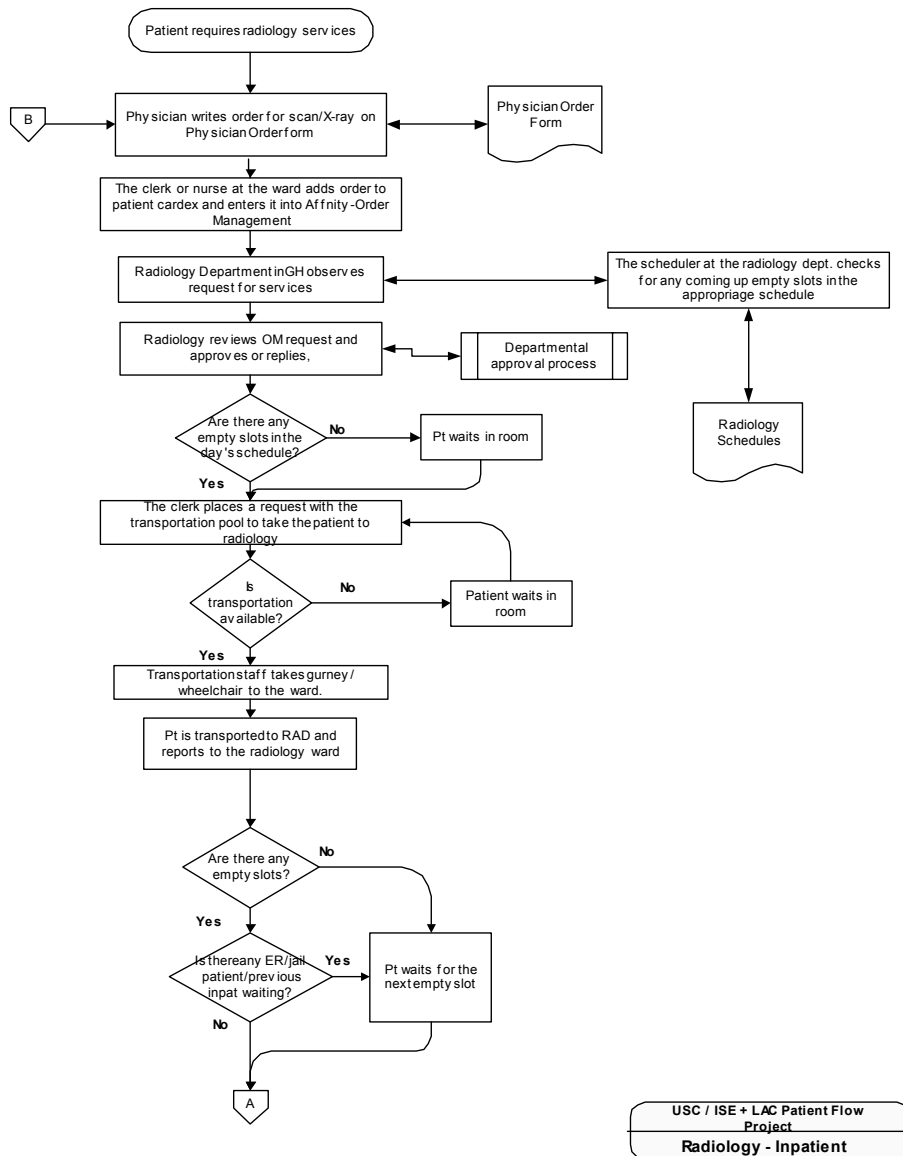 Patient requires radiology services
B
Physician writes order for scan/X-ray on
Physician Order form
Physician Order
Form
The clerk or nurse at the ward adds order to
patient cardex and enters it into Affnity -Order
Management
Radiology Department in GH observes
request for services
The scheduler at the radiology dept. checks
for any coming up empty slots in the
appropriage schedule
Radiology reviews OM request and
approves or replies,
Departmental
approval process
Radiology
Schedules
Are there any
empty slots in the
day's schedule?
No
Pt waits in room
Yes
The clerk places a request with the
transportation pool to take the patient to
radiology
Is
transportation
available?
No
Patient waits in
room
Yes
Transportation staff takes gurney /
wheelchair to the ward.
Pt is transported to RAD and
reports to the radiology ward
Are there any
empty slots?
No
Yes
Is there any ER/jail
patient/previous
inpat waiting?
Yes
Pt waits for the
next empty slot
No
A
USC / ISE + LAC Patient Flow
Project
Radiology - Inpatient